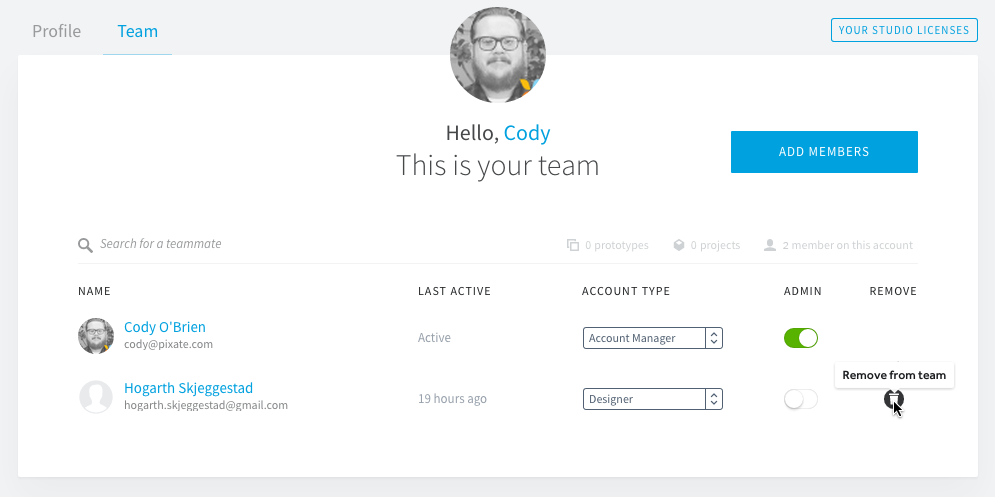 Profile
Team
YOUR STUDIO LICENSES
Hello, Cody
This is your team
ADD MEMBERS
Search for a teammate
0 prototypes
0 projects
2 member on this account
NAME
LAST ACTIVE
ACCOUNT TYPE
ADMIN
REMOVE
Cody O'Brien
cody@pixate.com
Active
Account Manager
Remove from team
Hogarth Skjeggestad
hogarth.skjeggestad@gmail.com
19 hours ago
Designer